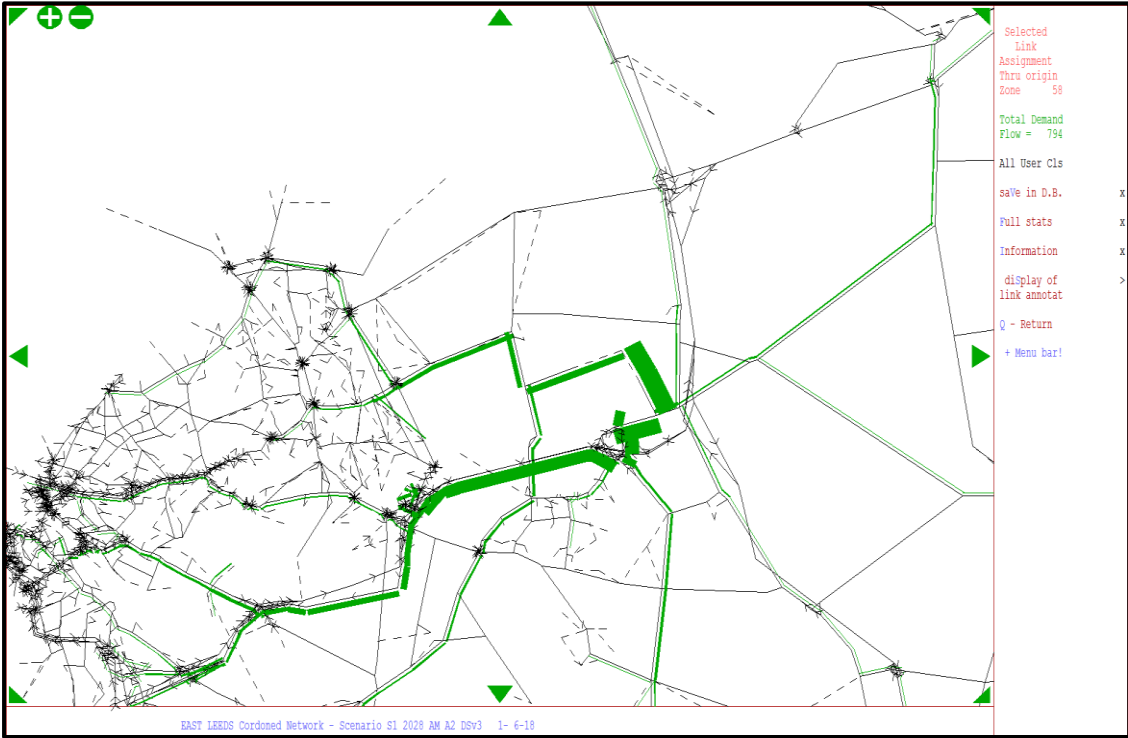 Selected
Link
Assignment
Thru origin
Zone 58
Total Demand
Flow = 794
All User Cls
saVe in D.B. x
Full stats x
Information x
diSplay of >
link annotat
Q - Return
+ Menu bar!
EAST LEEDS Cordoned Network - Scenario S1 2028 AM A2 DSv3 1- 6-18